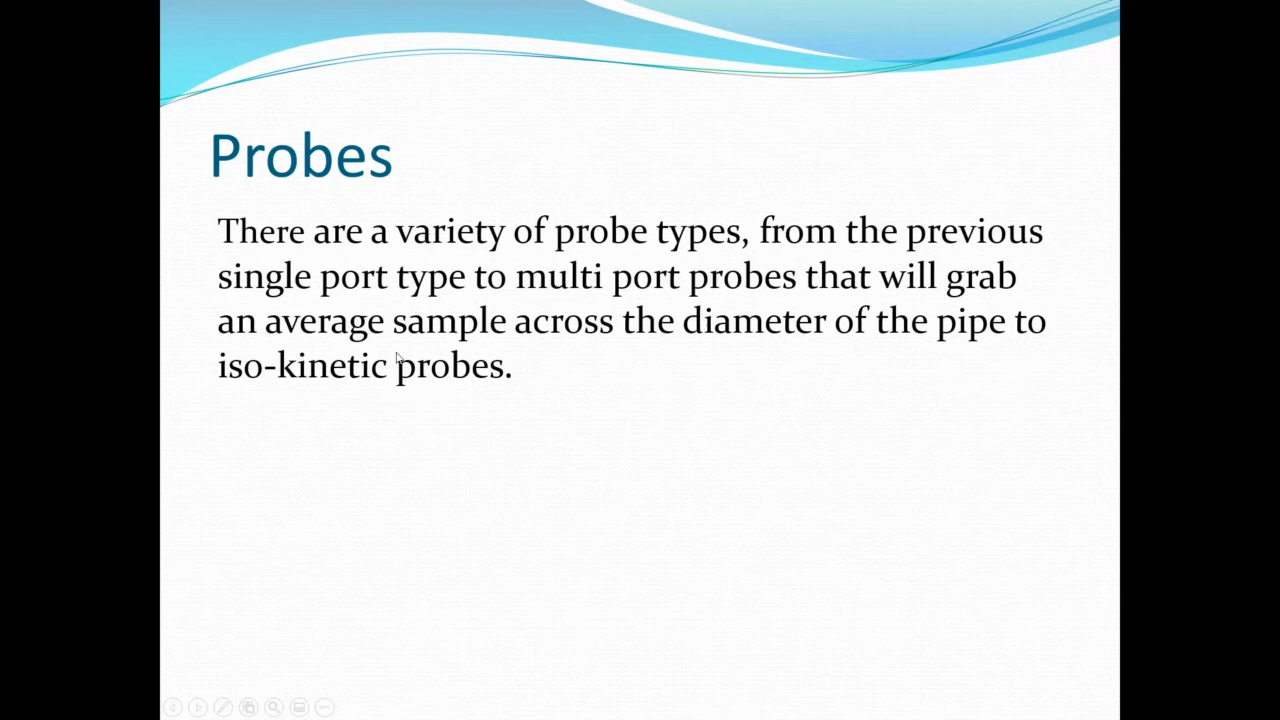 Probes
There are a variety of probe types, from the previous
single port type to multi port probes that will grab
an average sample across the diameter of the pipe to
iso-kinetic probes.